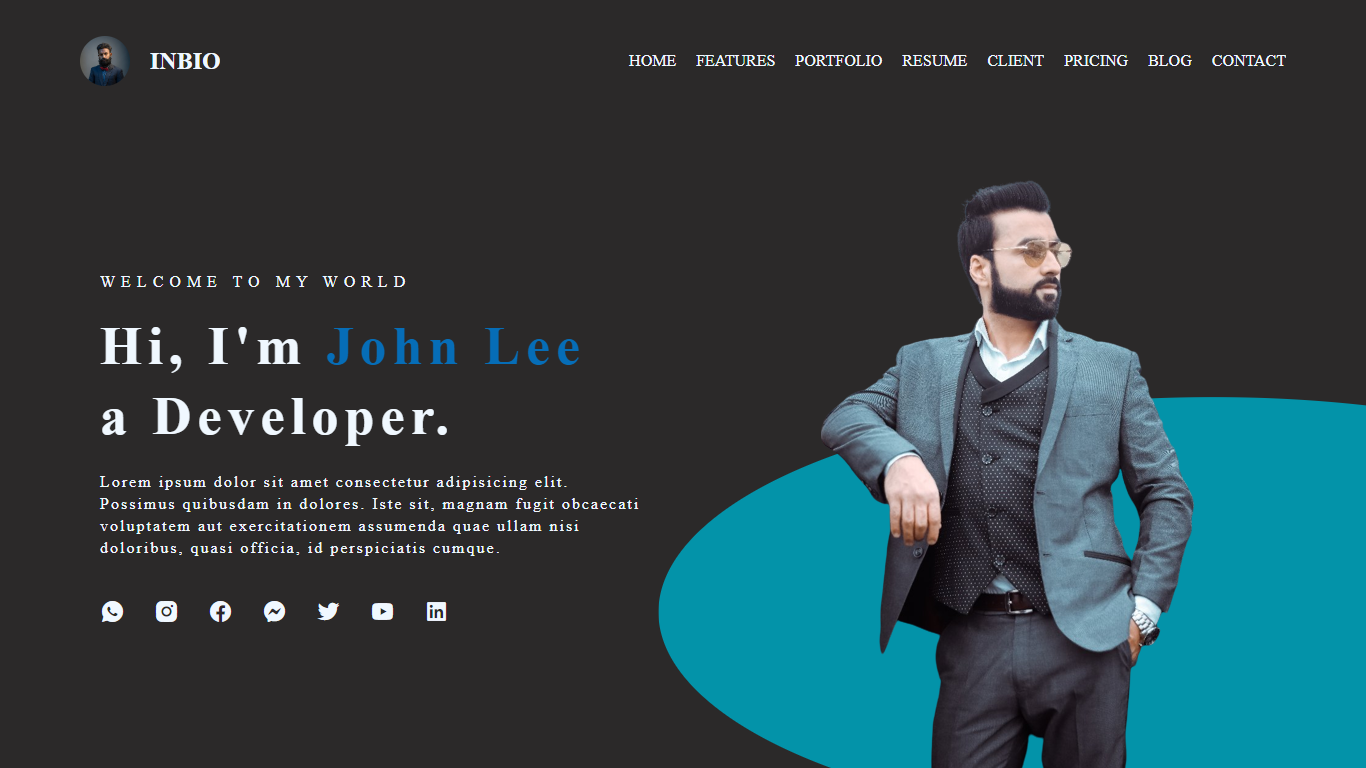 INBIO
HOME FEATURES PORTFOLIO RESUME CLIENT PRICING BLOG CONTACT
WELCOME TO MY WORLD
Hi, I'm John Lee
a Developer.
Lorem ipsum dolor sit amet consectetur adipisicing elit.
Possimus quibusdam in dolores. Iste sit, magnam fugit obcaecati
voluptatem aut exercitationem assumenda quae ullam nisi
doloribus, quasi officia, id perspiciatis cumque.